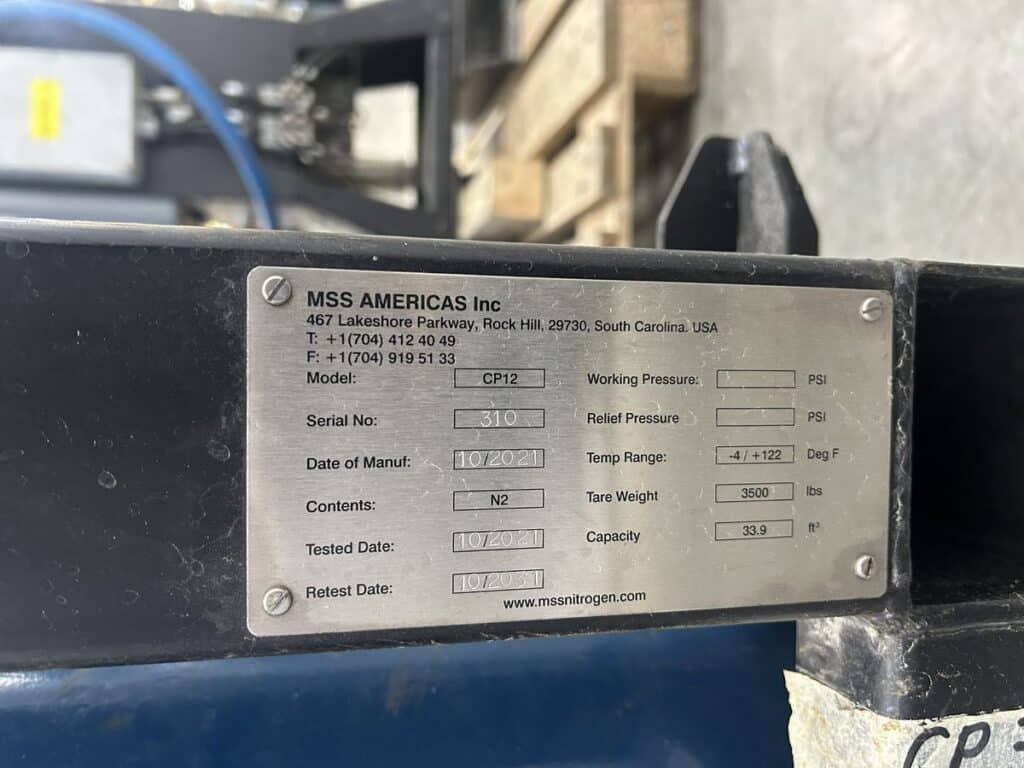 MSS AMERICAS Inc
467 Lakeshore Parkway, Rock Hill, 29730, South Carolina. USA
T: +1(704) 412 40 49
F: +1(704) 919 51 33
Model: CP12
Serial No: 310
Date of Manuf: 10/2021
Contents: N2
Tested Date: 10/2021
Retest Date: 10/2031
Working Pressure: PSI
Relief Pressure PSI
Temp Range: -4 / +122 Deg F
Tare Weight 3500 lbs
Capacity 33.9 ft³
www.mssnitrogen.com
CP